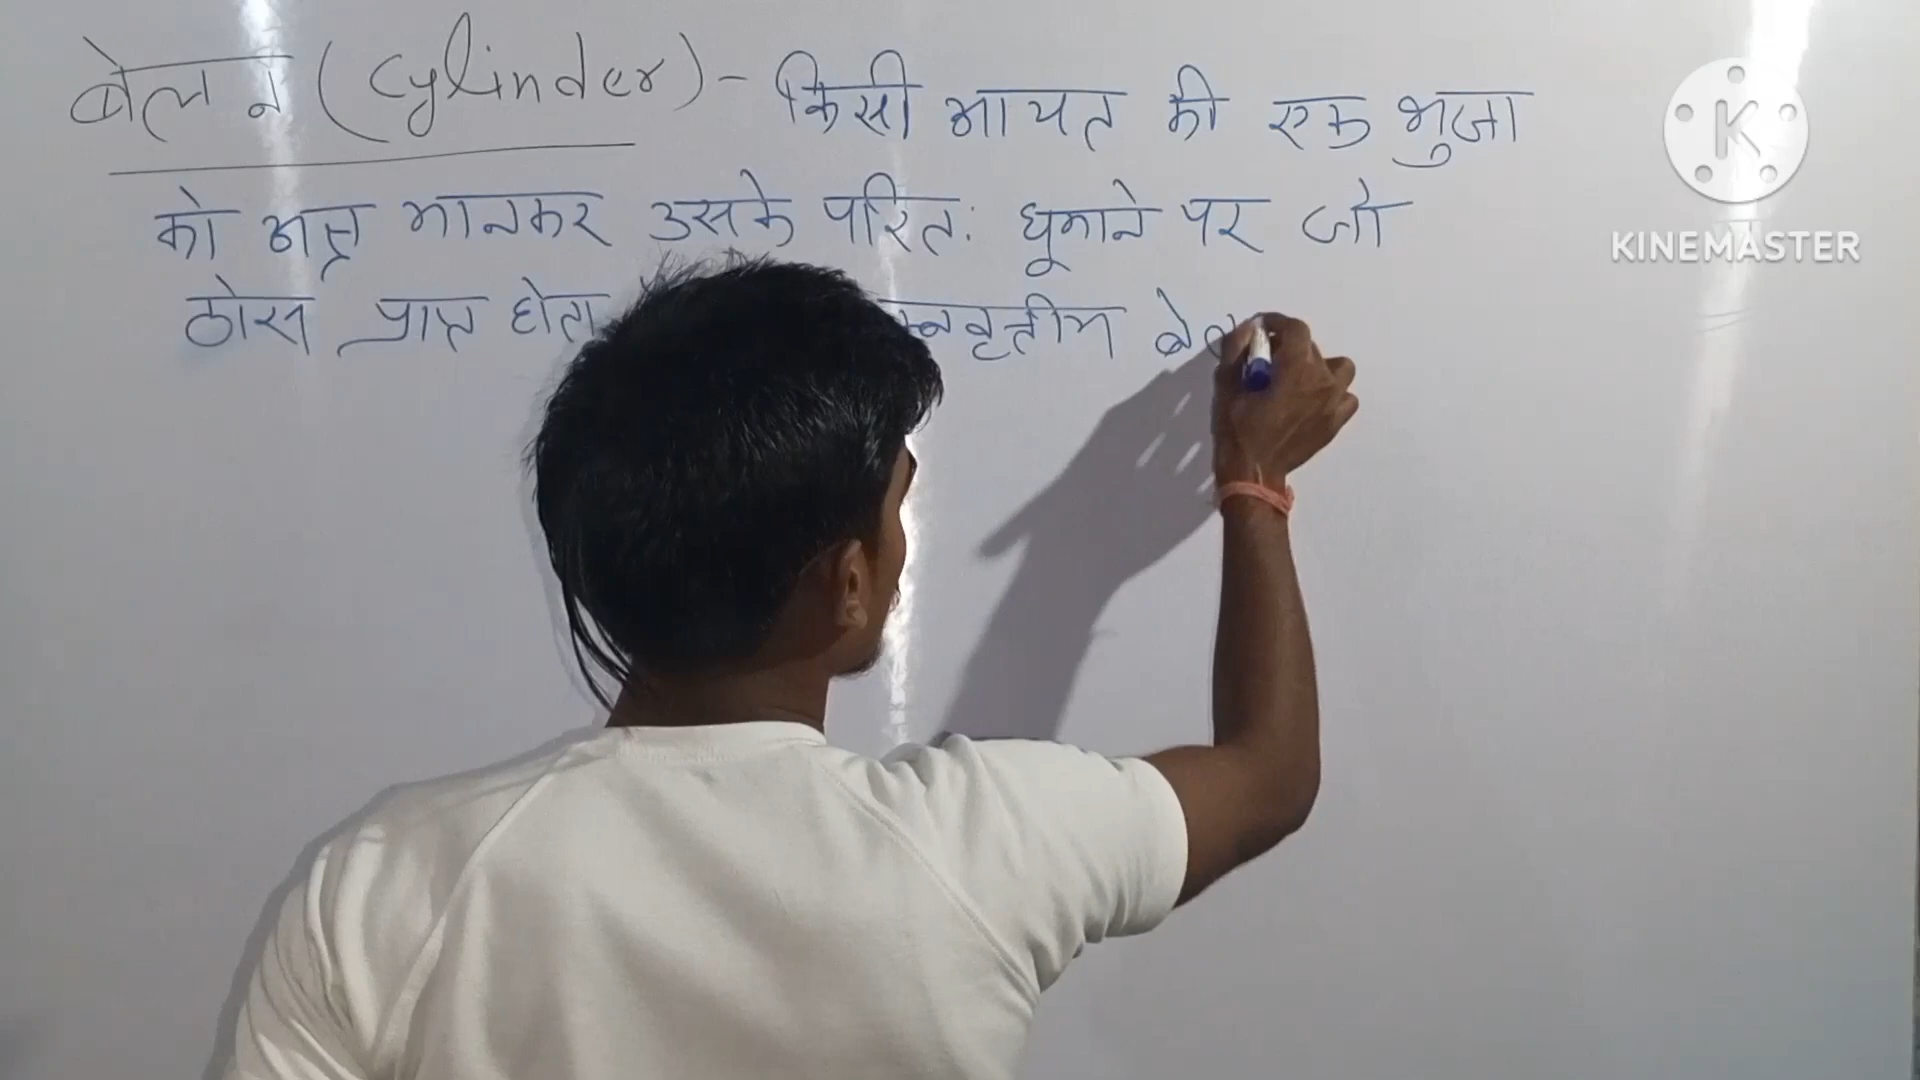 बेलन (Cylinder) - किसी आयत की एक भुजा
को अक्ष मानकर उसके परितः घूमाने पर जो
ठोस प्राप्त होता
K
KINEMASTER